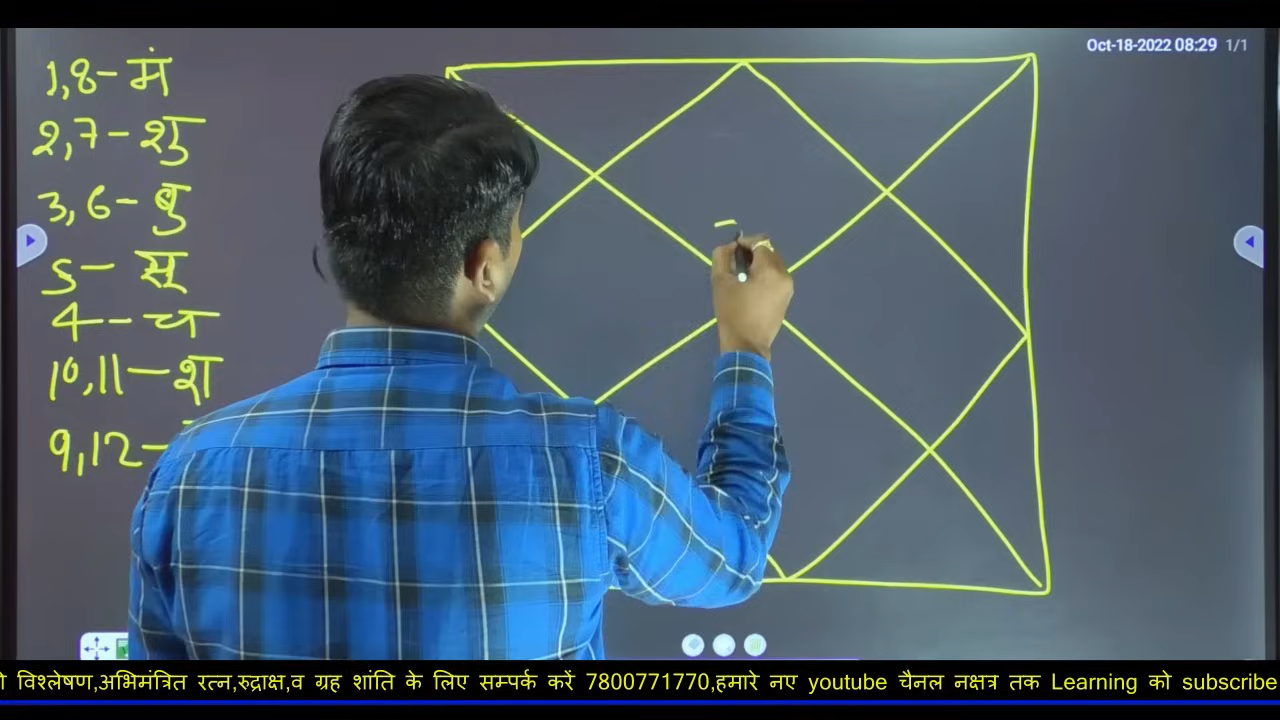 Oct-18-2022 08:29 1/1
1,8-मं
2,7-शु
3,6-बु
5-सू
4-च
10,11-श
9,12-
विश्लेषण,अभिमंत्रित रत्न,रुद्राक्ष,व ग्रह शांति के लिए सम्पर्क करें 7800771770,हमारे नए youtube चैनल नक्षत्र तक Learning को subscribe